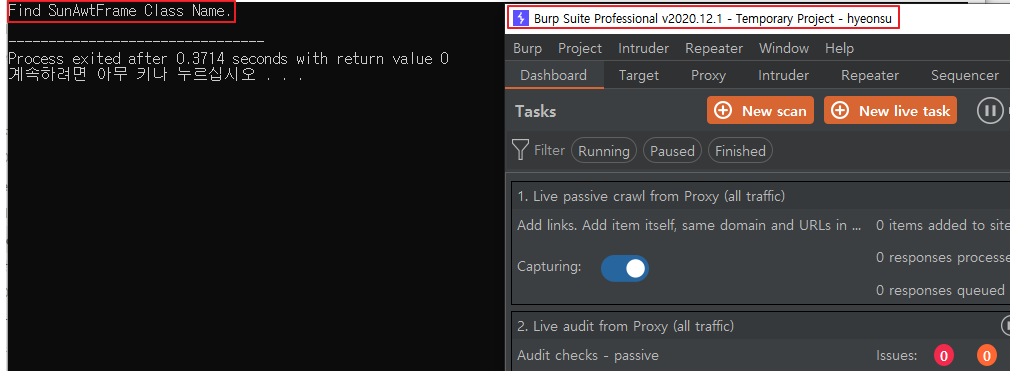 Find SunAwtFrame Class Name.
--------------------------------
Process exited after 0.3714 seconds with return value 0
계속하려면 아무 키나 누르십시오 . . .
Burp Suite Professional v2020.12.1 - Temporary Project - hyeonsu
Burp Project Intruder Repeater Window Help
Dashboard Target Proxy Intruder Repeater Sequencer
Tasks New scan New live task
Filter Running Paused Finished
1. Live passive crawl from Proxy (all traffic)
Add links. Add item itself, same domain and URLs in ... 0 items added to site
Capturing: 0 responses processe
0 responses queued
2. Live audit from Proxy (all traffic)
Audit checks - passive Issues: 0 0